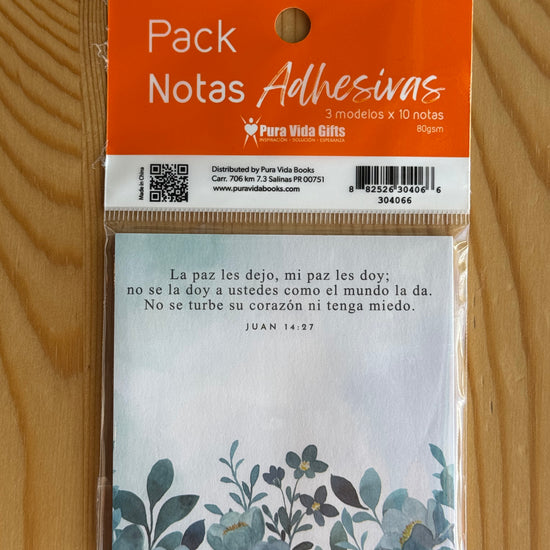 Pack
Notas Adhesivas
3 modelos x 10 notas
80gsm
Pura Vida Gifts
INSPIRACIÓN • SOLUCIÓN • ESPERANZA
Made in China
Distributed by Pura Vida Books
Carr. 706 km 7.3 Salinas PR 00751
www.puravidabooks.com
8 82526 30406 6
304066
La paz les dejo, mi paz les doy;
no se la doy a ustedes como el mundo la da.
No se turbe su corazón ni tenga miedo.
JUAN 14:27